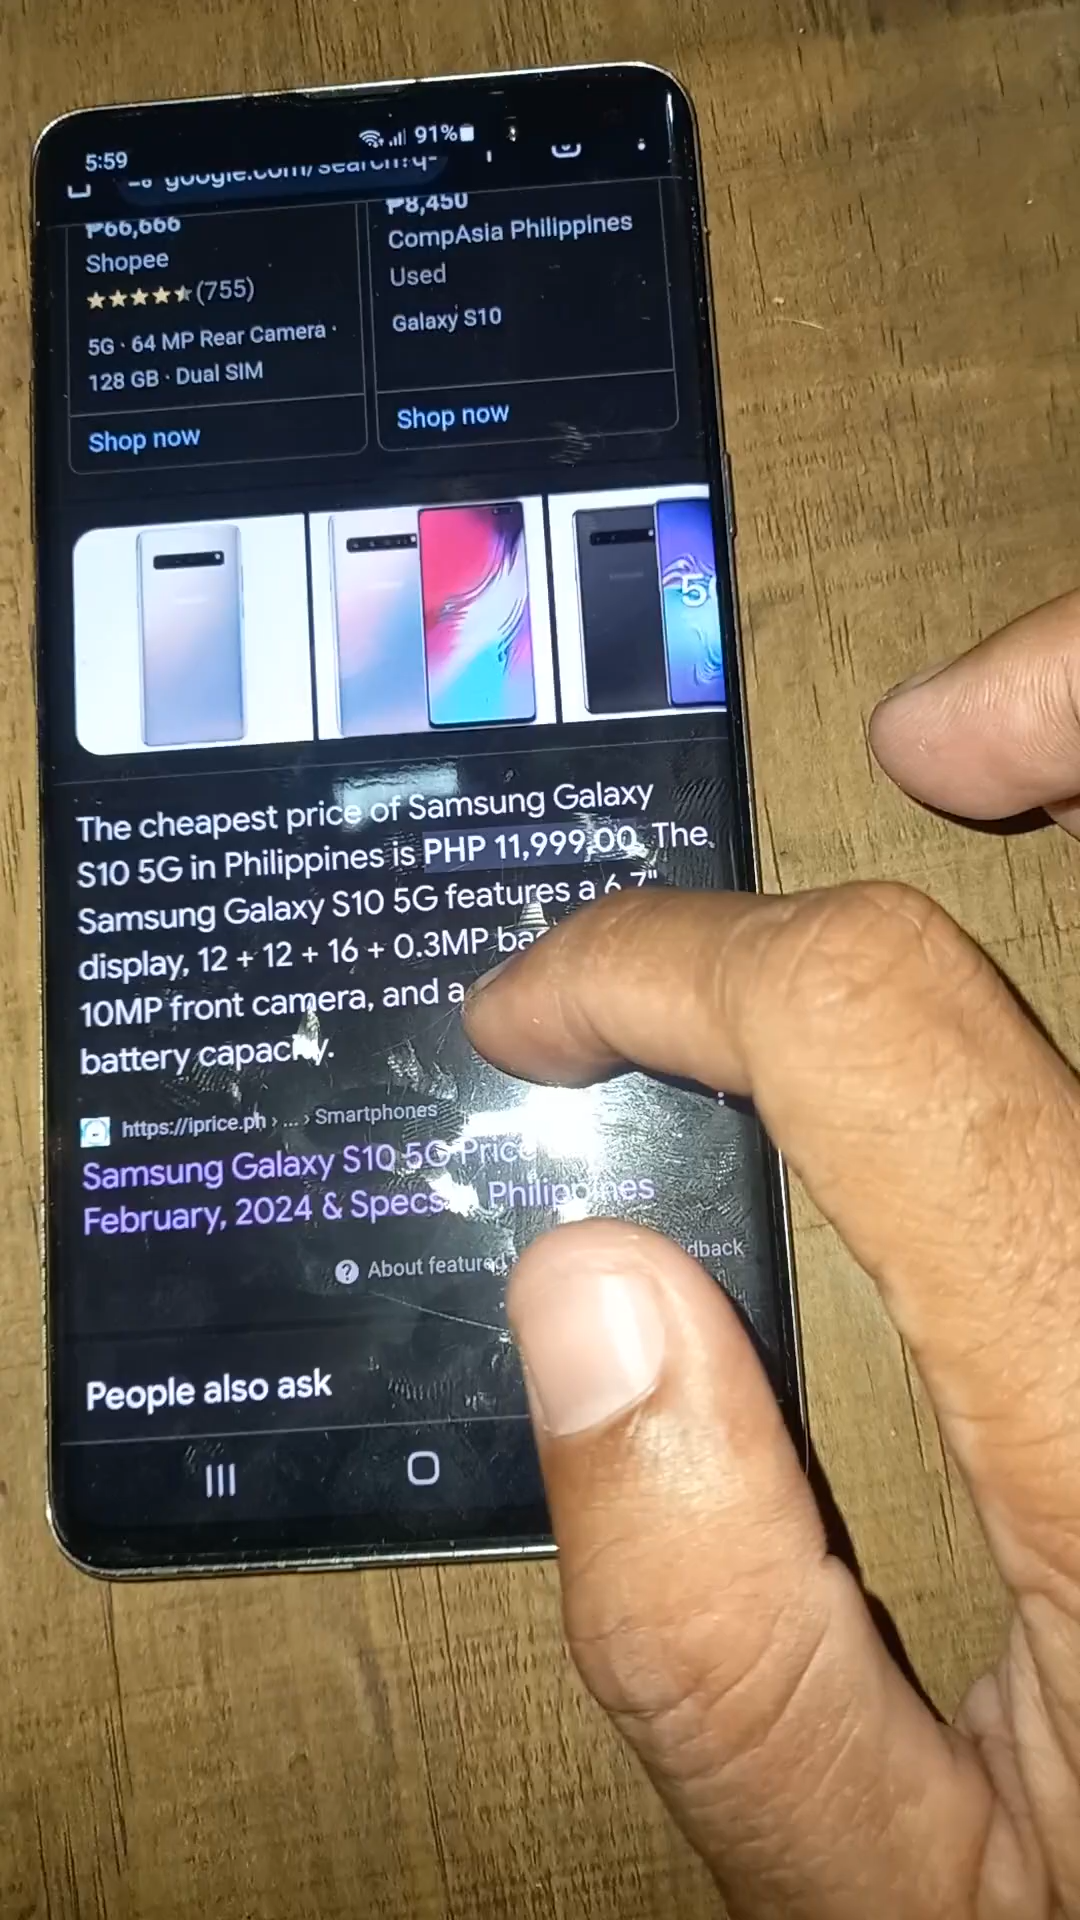 5:59
91%
google.com/search?q=
₱66,666
Shopee
(755)
5G · 64 MP Rear Camera ·
128 GB · Dual SIM
Shop now
₱8,450
CompAsia Philippines
Used
Galaxy S10
Shop now
5
The cheapest price of Samsung Galaxy
S10 5G in Philippines is PHP 11,999.00. The
Samsung Galaxy S10 5G features a 6.7"
display, 12 + 12 + 16 + 0.3MP
10MP front camera, and a
battery capacity.
https://iprice.ph › ... › Smartphones
Samsung Galaxy S10 5G Price
February, 2024 & Specs Philippines
About featured
People also ask